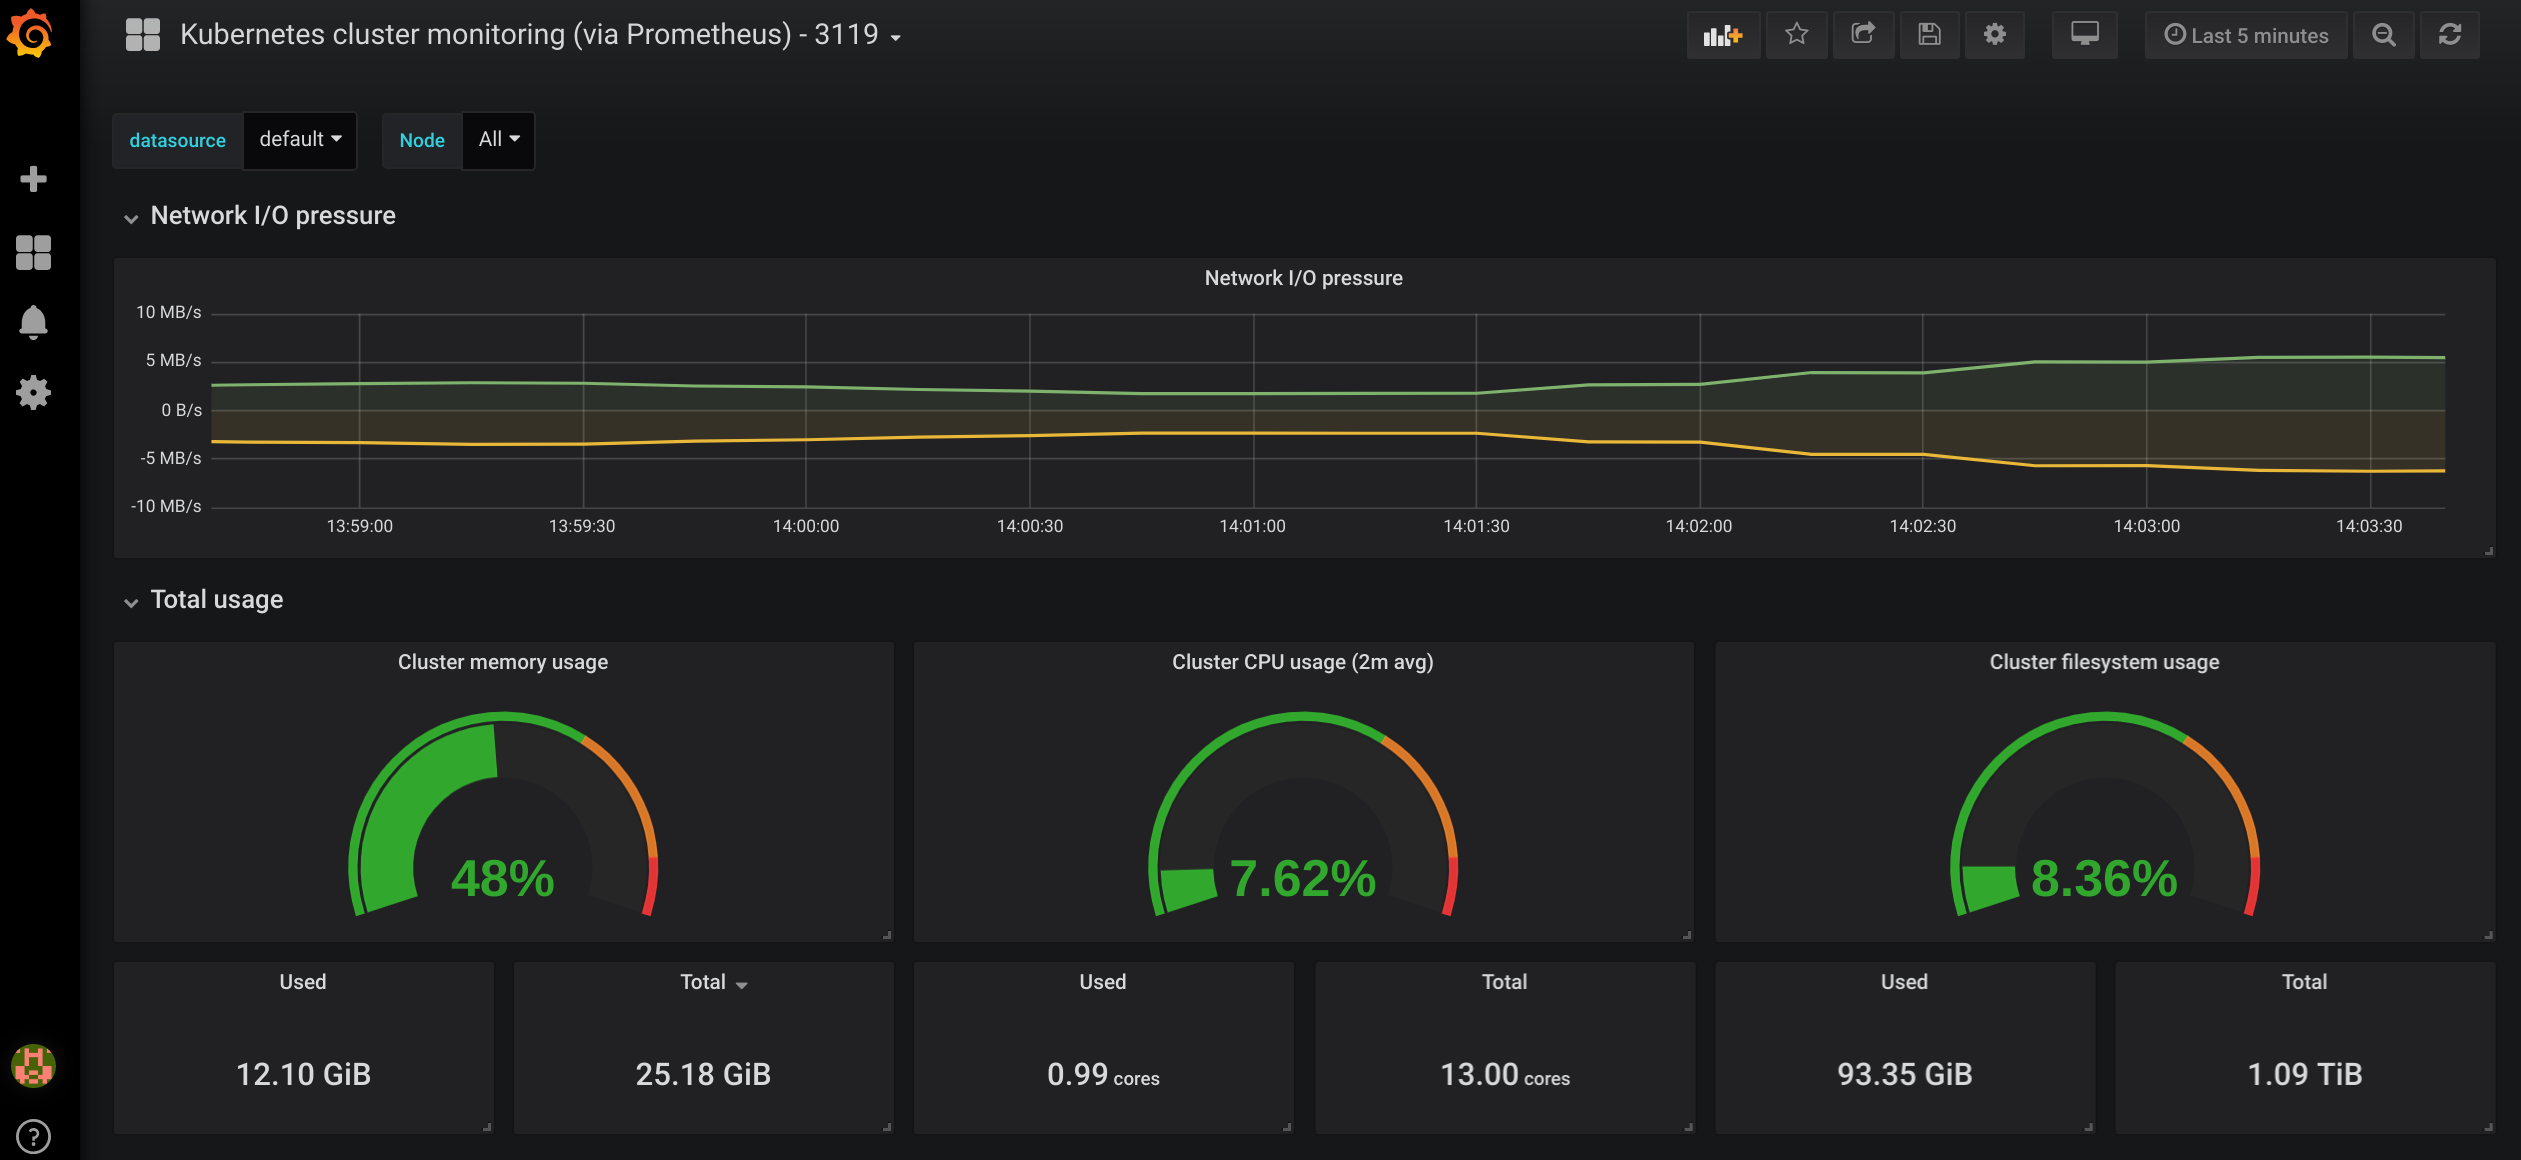 Kubernetes cluster monitoring (via Prometheus) - 3119
Last 5 minutes
datasource default Node All
Network I/O pressure
Network I/O pressure
10 MB/s
5 MB/s
0 B/s
-5 MB/s
-10 MB/s
13:59:00 13:59:30 14:00:00 14:00:30 14:01:00 14:01:30 14:02:00 14:02:30 14:03:00 14:03:30
Total usage
Cluster memory usage
48%
Cluster CPU usage (2m avg)
7.62%
Cluster filesystem usage
8.36%
Used
12.10 GiB
Total
25.18 GiB
Used
0.99 cores
Total
13.00 cores
Used
93.35 GiB
Total
1.09 TiB
?